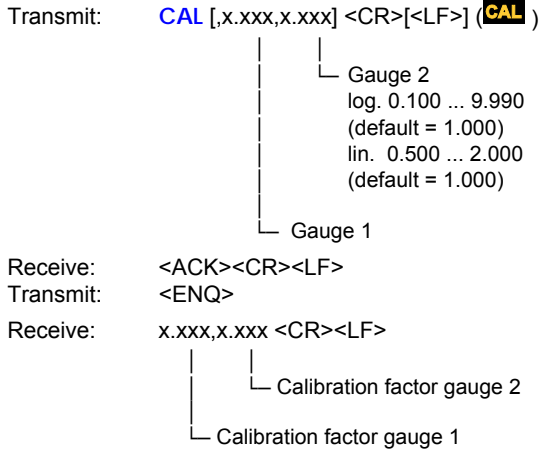 Transmit: CAL [,x.xxx,x.xxx] <CR>[<LF>] (CAL )
Gauge 2
log. 0.100 ... 9.990
(default = 1.000)
lin. 0.500 ... 2.000
(default = 1.000)
Gauge 1
Receive: <ACK><CR><LF>
Transmit: <ENQ>
Receive: x.xxx,x.xxx <CR><LF>
Calibration factor gauge 2
Calibration factor gauge 1